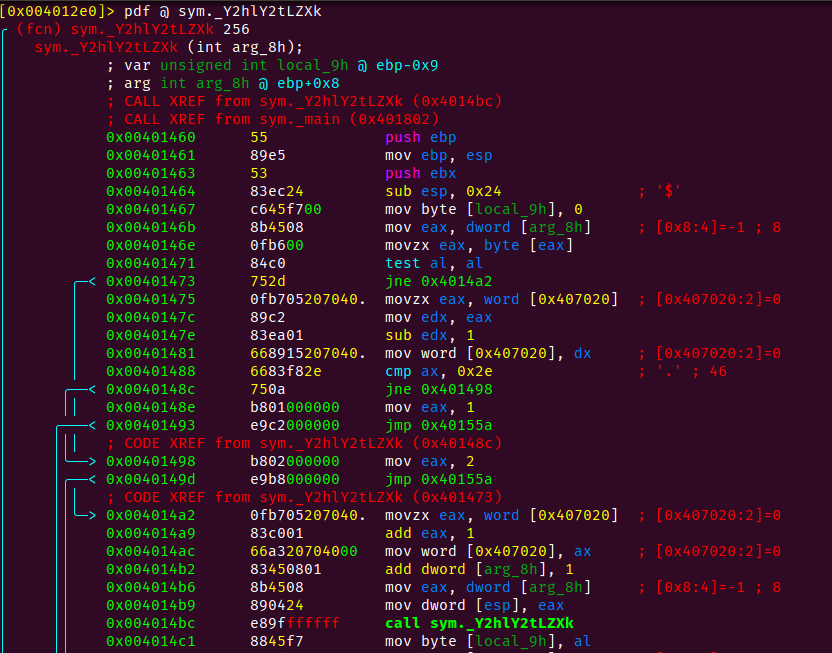 [0x004012e0]> pdf @ sym._Y2hlY2tLZXk
(fcn) sym._Y2hlY2tLZXk 256
sym._Y2hlY2tLZXk (int arg_8h);
; var unsigned int local_9h @ ebp-0x9
; arg int arg_8h @ ebp+0x8
; CALL XREF from sym._Y2hlY2tLZXk (0x4014bc)
; CALL XREF from sym._main (0x401802)
0x00401460 55 push ebp
0x00401461 89e5 mov ebp, esp
0x00401463 53 push ebx
0x00401464 83ec24 sub esp, 0x24 ; '$'
0x00401467 c645f700 mov byte [local_9h], 0
0x0040146b 8b4508 mov eax, dword [arg_8h] ; [0x8:4]=-1 ; 8
0x0040146e 0fb600 movzx eax, byte [eax]
0x00401471 84c0 test al, al
0x00401473 752d jne 0x4014a2
0x00401475 0fb705207040. movzx eax, word [0x407020] ; [0x407020:2]=0
0x0040147c 89c2 mov edx, eax
0x0040147e 83ea01 sub edx, 1
0x00401481 668915207040. mov word [0x407020], dx ; [0x407020:2]=0
0x00401488 6683f82e cmp ax, 0x2e ; '.' ; 46
0x0040148c 750a jne 0x401498
0x0040148e b801000000 mov eax, 1
0x00401493 e9c2000000 jmp 0x40155a
; CODE XREF from sym._Y2hlY2tLZXk (0x40148c)
0x00401498 b802000000 mov eax, 2
0x0040149d e9b8000000 jmp 0x40155a
; CODE XREF from sym._Y2hlY2tLZXk (0x401473)
0x004014a2 0fb705207040. movzx eax, word [0x407020] ; [0x407020:2]=0
0x004014a9 83c001 add eax, 1
0x004014ac 66a320704000 mov word [0x407020], ax ; [0x407020:2]=0
0x004014b2 83450801 add dword [arg_8h], 1
0x004014b6 8b4508 mov eax, dword [arg_8h] ; [0x8:4]=-1 ; 8
0x004014b9 890424 mov dword [esp], eax
0x004014bc e89fffffff call sym._Y2hlY2tLZXk
0x004014c1 8845f7 mov byte [local_9h], al